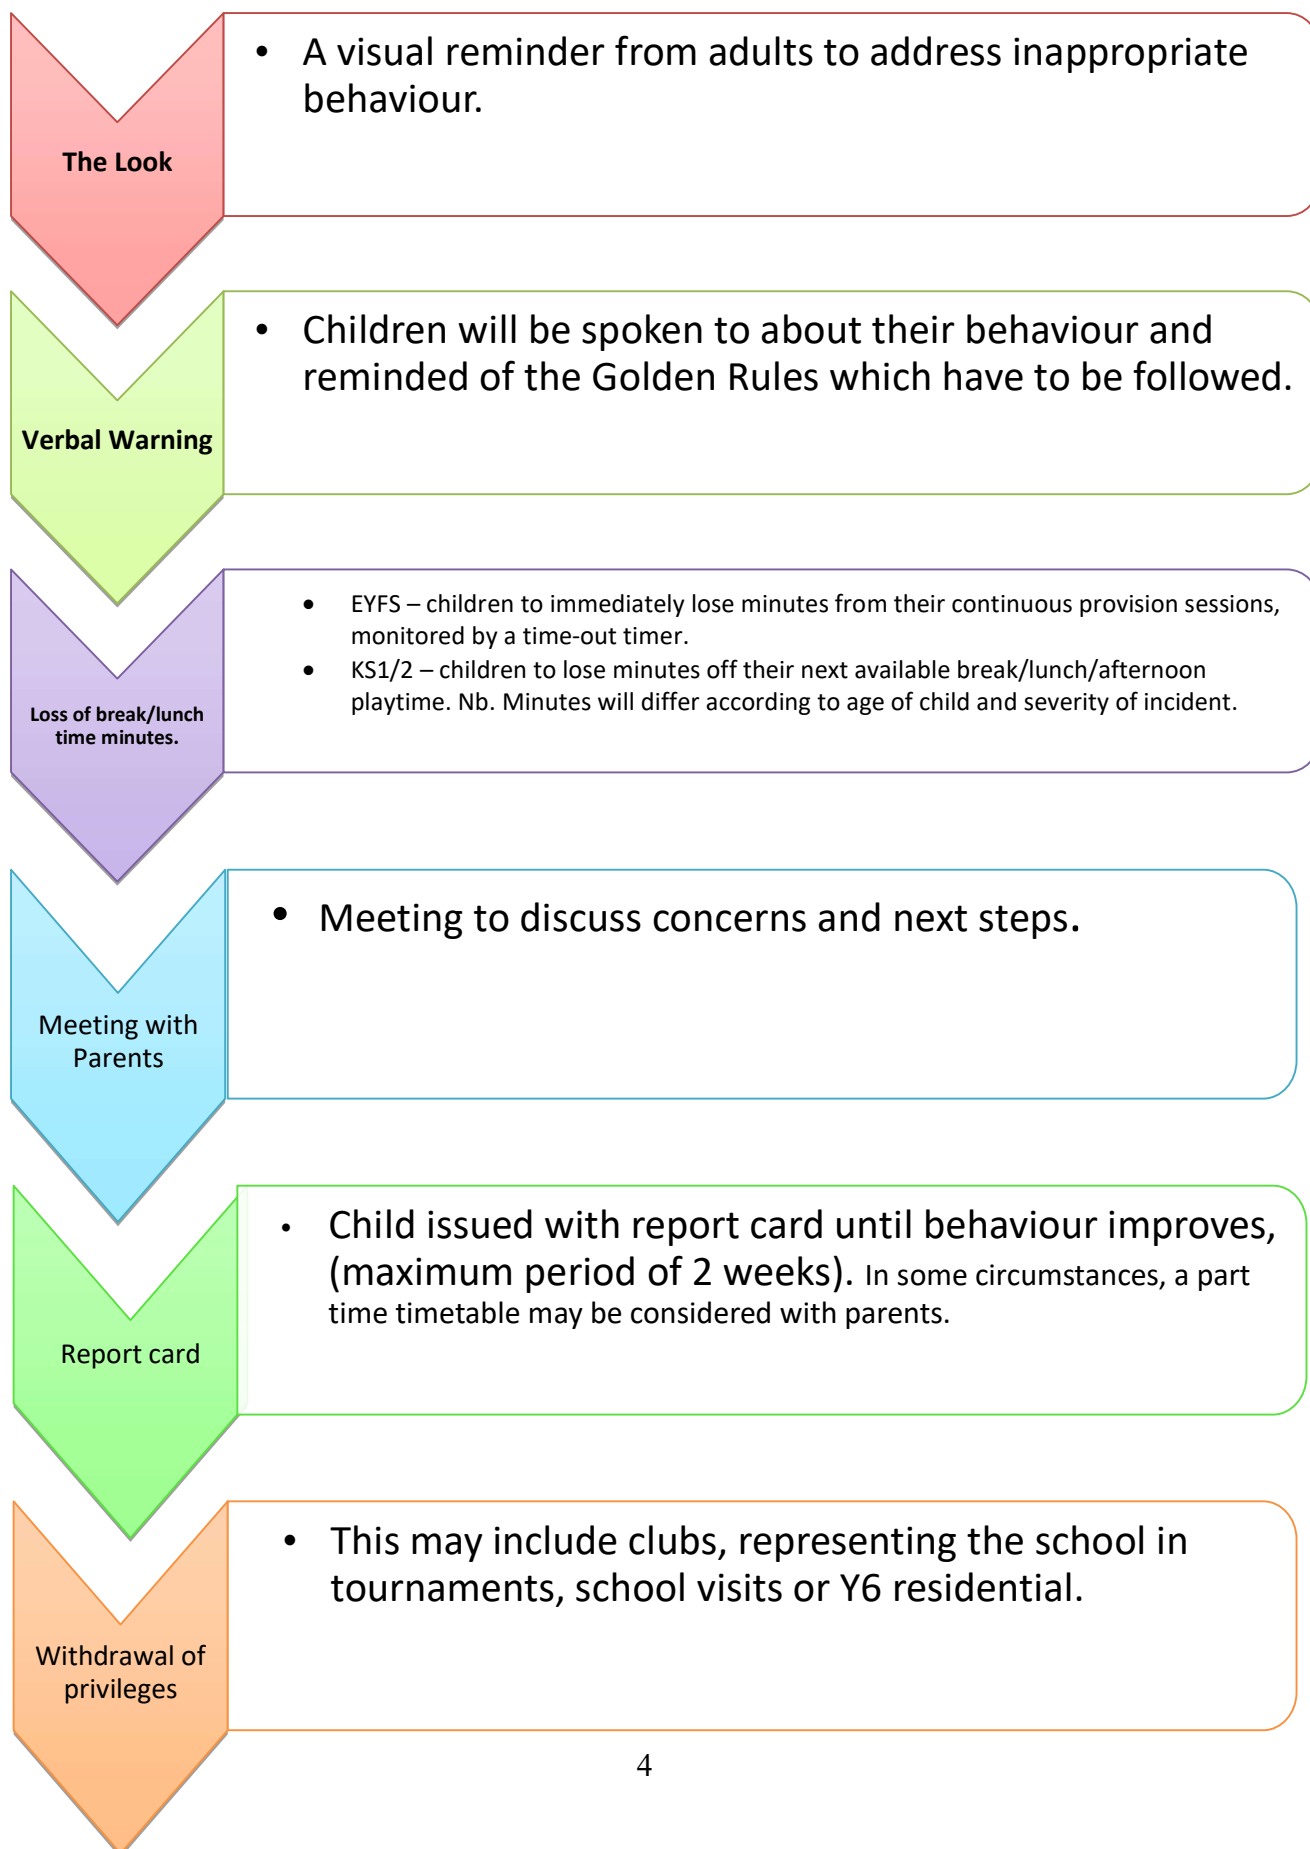 • A visual reminder from adults to address inappropriate
behaviour.
The Look
• Children will be spoken to about their behaviour and
reminded of the Golden Rules which have to be followed.
Verbal Warning
• EYFS – children to immediately lose minutes from their continuous provision sessions,
monitored by a time-out timer.
• KS1/2 – children to lose minutes off their next available break/lunch/afternoon
playtime. Nb. Minutes will differ according to age of child and severity of incident.
Loss of break/lunch
time minutes.
• Meeting to discuss concerns and next steps.
Meeting with
Parents
• Child issued with report card until behaviour improves,
(maximum period of 2 weeks). In some circumstances, a part
time timetable may be considered with parents.
Report card
• This may include clubs, representing the school in
tournaments, school visits or Y6 residential.
Withdrawal of
privileges
4